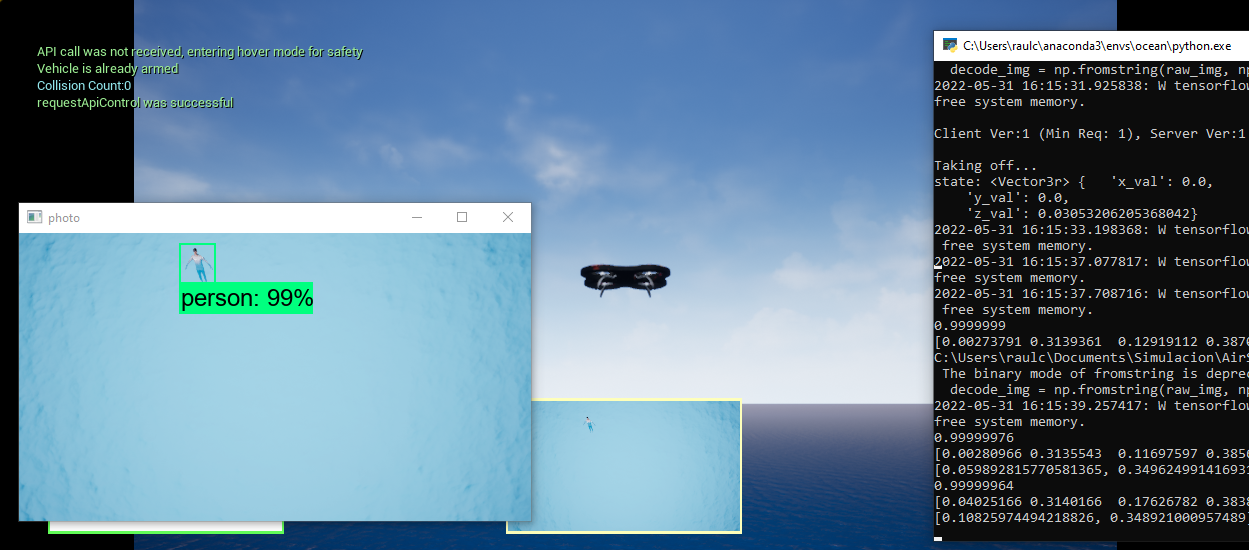 API call was not received, entering hover mode for safety
Vehicle is already armed
Collision Count:0
requestApiControl was successful
photo
person: 99%
C:\Users\raulc\anaconda3\envs\ocean\python.exe
decode_img = np.fromstring(raw_img, np
2022-05-31 16:15:31.925838: W tensorflow
free system memory.
Client Ver:1 (Min Req: 1), Server Ver:1
Taking off...
state: <Vector3r> {   'x_val': 0.0,
'y_val': 0.0,
'z_val': 0.03053206205368042}
2022-05-31 16:15:33.198368: W tensorflow
free system memory.
2022-05-31 16:15:37.077817: W tensorflow
free system memory.
2022-05-31 16:15:37.708716: W tensorflow
free system memory.
0.9999999
[0.00273791 0.3139361  0.12919112 0.3870
C:\Users\raulc\Documents\Simulacion\AirS
The binary mode of fromstring is depre
decode_img = np.fromstring(raw_img, np
2022-05-31 16:15:39.257417: W tensorflow
free system memory.
0.99999976
[0.00280966 0.3135543  0.11697597 0.3856
[0.059892815770581365, 0.349624991416931
0.99999964
[0.04025166 0.3140166  0.17626782 0.3838
[0.10825974494218826, 0.348921000957489